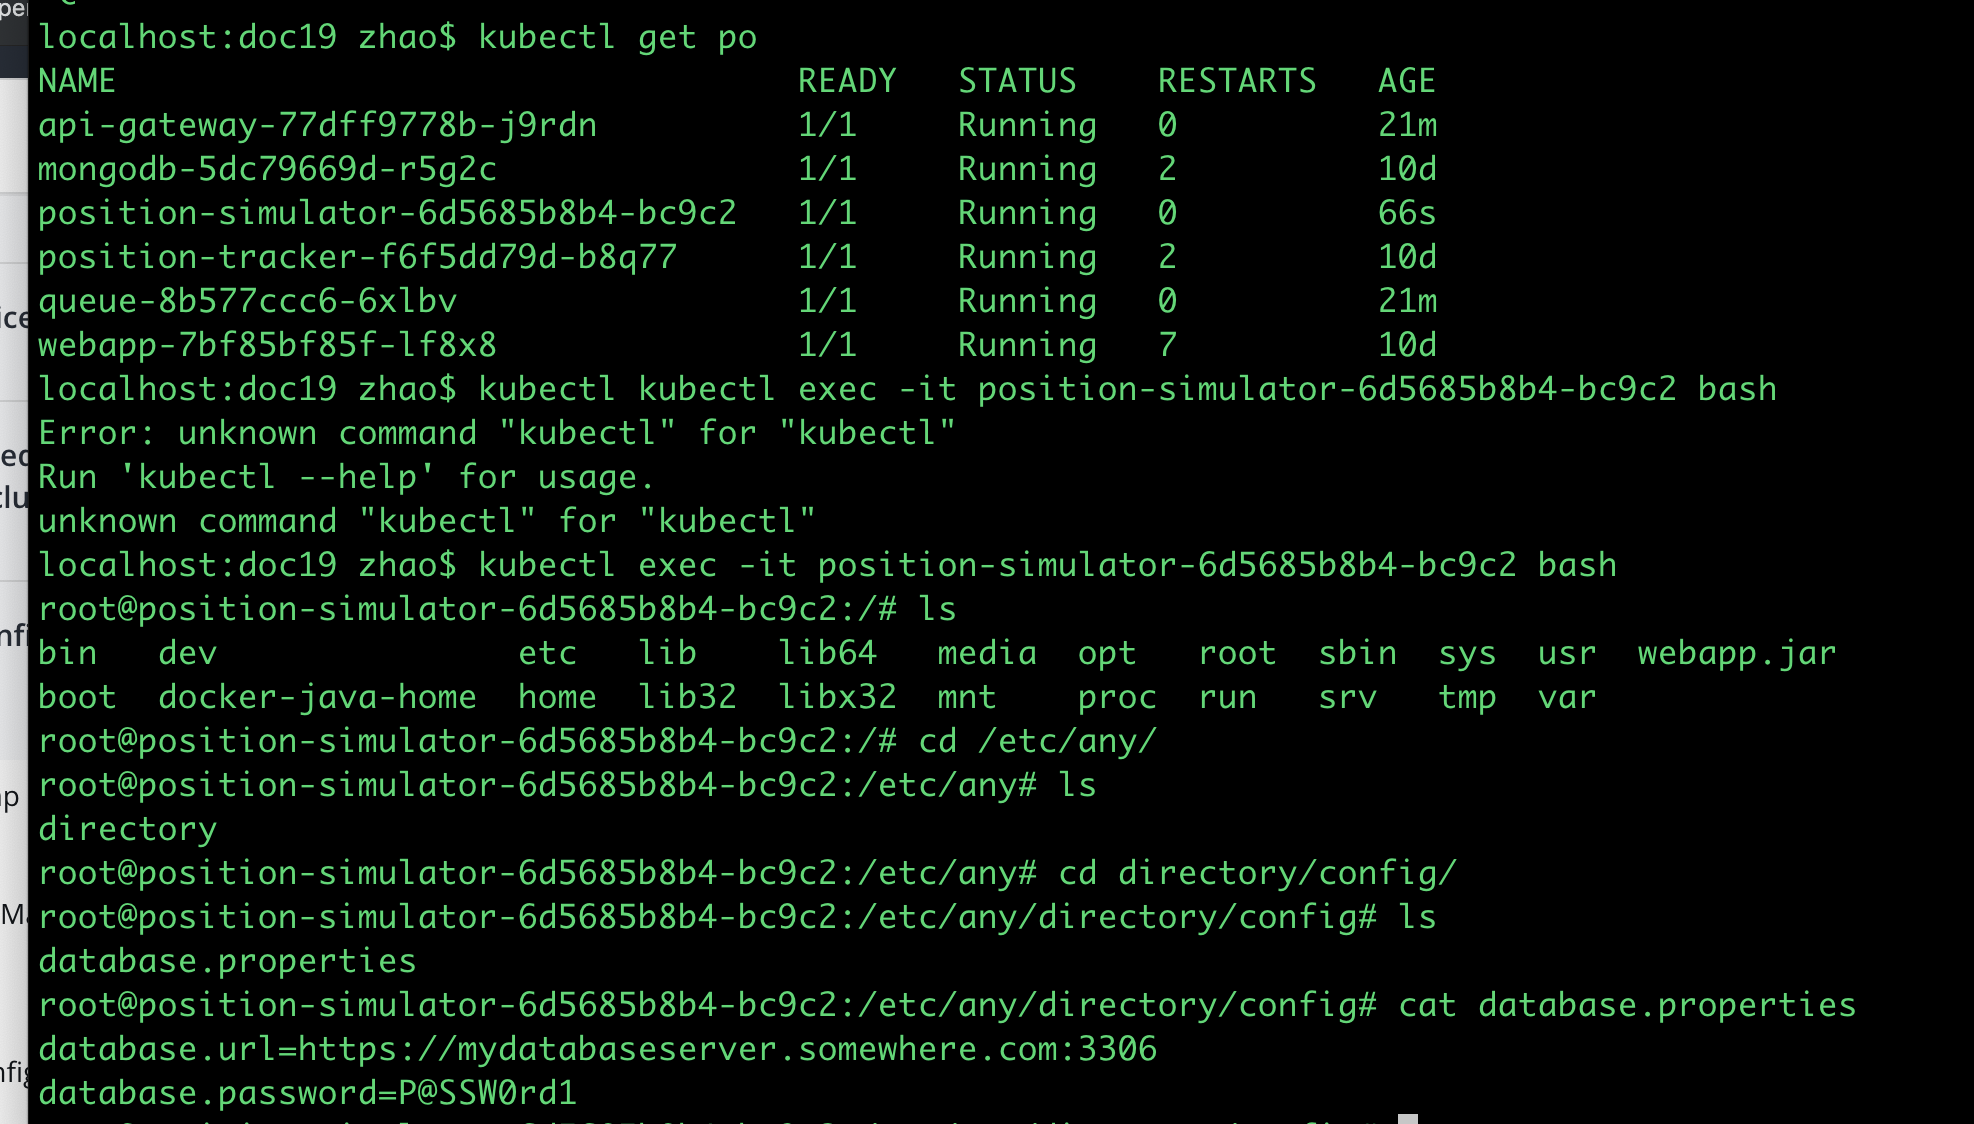 localhost:doc19 zhao$ kubectl get po
NAME                                  READY   STATUS    RESTARTS   AGE
api-gateway-77dff9778b-j9rdn          1/1     Running   0          21m
mongodb-5dc79669d-r5g2c               1/1     Running   2          10d
position-simulator-6d5685b8b4-bc9c2   1/1     Running   0          66s
position-tracker-f6f5dd79d-b8q77      1/1     Running   2          10d
queue-8b577ccc6-6xlbv                 1/1     Running   0          21m
webapp-7bf85bf85f-lf8x8               1/1     Running   7          10d
localhost:doc19 zhao$ kubectl kubectl exec -it position-simulator-6d5685b8b4-bc9c2 bash
Error: unknown command "kubectl" for "kubectl"
Run 'kubectl --help' for usage.
unknown command "kubectl" for "kubectl"
localhost:doc19 zhao$ kubectl exec -it position-simulator-6d5685b8b4-bc9c2 bash
root@position-simulator-6d5685b8b4-bc9c2:/# ls
bin   dev               etc   lib    lib64   media  opt   root  sbin  sys  usr  webapp.jar
boot  docker-java-home  home  lib32  libx32  mnt    proc  run   srv   tmp  var
root@position-simulator-6d5685b8b4-bc9c2:/# cd /etc/any/
root@position-simulator-6d5685b8b4-bc9c2:/etc/any# ls
directory
root@position-simulator-6d5685b8b4-bc9c2:/etc/any# cd directory/config/
root@position-simulator-6d5685b8b4-bc9c2:/etc/any/directory/config# ls
database.properties
root@position-simulator-6d5685b8b4-bc9c2:/etc/any/directory/config# cat database.properties
database.url=https://mydatabaseserver.somewhere.com:3306
database.password=P@SSW0rd1